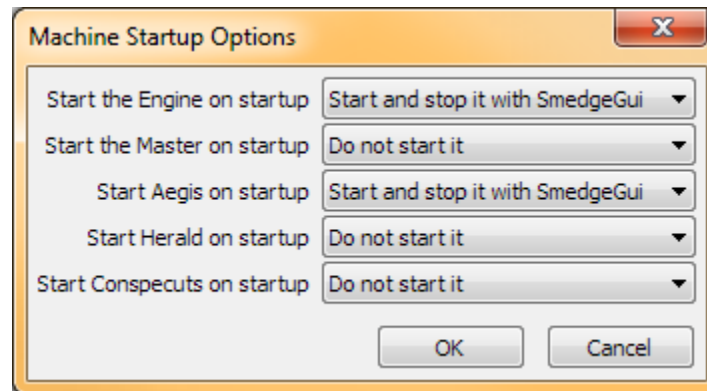 Machine Startup Options
Start the Engine on startup Start and stop it with SmedgeGui
Start the Master on startup Do not start it
Start Aegis on startup Start and stop it with SmedgeGui
Start Herald on startup Do not start it
Start Conspecuts on startup Do not start it
OK Cancel